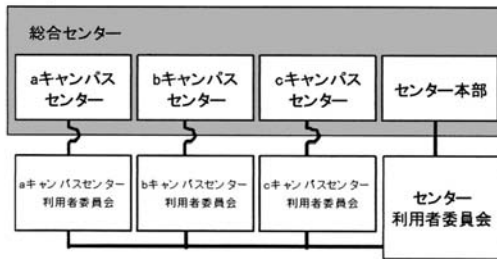 総合センター
aキャンパス
センター
bキャンパス
センター
cキャンパス
センター
センター本部
aキャンパスセンター
利用者委員会
bキャンパスセンター
利用者委員会
cキャンパスセンター
利用者委員会
センター
利用者委員会